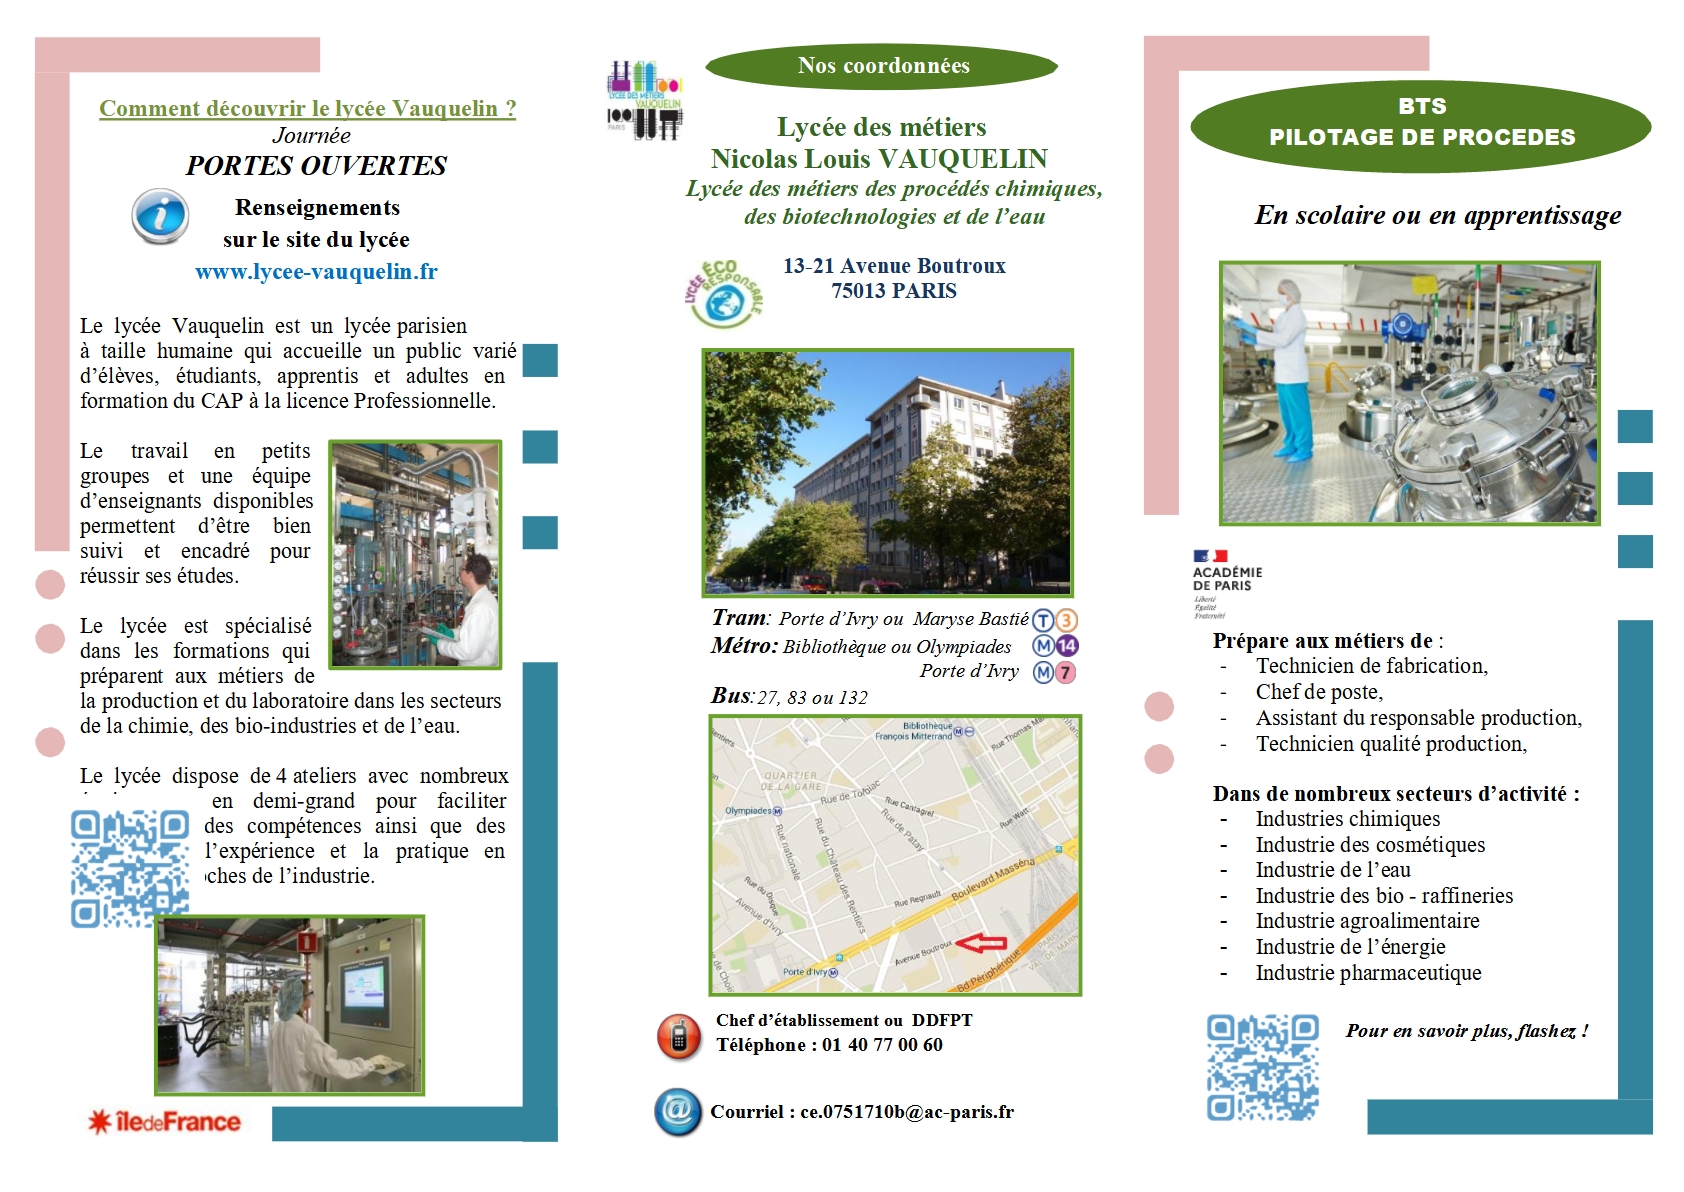 Comment découvrir le lycée Vauquelin ?
Journée
PORTES OUVERTES
Renseignements
sur le site du lycée
www.lycee-vauquelin.fr
Le lycée Vauquelin est un lycée parisien
à taille humaine qui accueille un public varié
d’élèves, étudiants, apprentis et adultes en
formation du CAP à la licence Professionnelle.
Le travail en petits
groupes et une équipe
d’enseignants disponibles
permettent d’être bien
suivi et encadré pour
réussir ses études.
Le lycée est spécialisé
dans les formations qui
préparent aux métiers de
la production et du laboratoire dans les secteurs
de la chimie, des bio-industries et de l’eau.
Le lycée dispose de 4 ateliers avec nombreux
en demi-grand pour faciliter
des compétences ainsi que des
l’expérience et la pratique en
oches de l’industrie.
îledeFrance
LYCÉE DES MÉTIERS
VAUQUELIN
PARIS
Nos coordonnées
Lycée des métiers
Nicolas Louis VAUQUELIN
Lycée des métiers des procédés chimiques,
des biotechnologies et de l’eau
LYCÉE ÉCO RESPONSABLE
13-21 Avenue Boutroux
75013 PARIS
Tram: Porte d’Ivry ou Maryse Bastié T 3
Métro: Bibliothèque ou Olympiades M 14
Porte d’Ivry M 7
Bus: 27, 83 ou 132
Bibliothèque
François Mitterrand M
Rue Thomas Mann
QUARTIER
DE LA GARE
Rue de Tolbiac
Olympiades M
Rue Cantagrel
Rue Watt
Rue de Patay
Rue nationale
Rue du Château des Rentiers
Boulevard Masséna
Rue du Disque
Rue Regnault
Avenue d'Ivry
Avenue Boutroux
Porte d'Ivry M
Bd Périphérique
Chef d’établissement ou DDFPT
Téléphone : 01 40 77 00 60
Courriel : ce.0751710b@ac-paris.fr
BTS
PILOTAGE DE PROCEDES
En scolaire ou en apprentissage
ACADÉMIE
DE PARIS
Liberté
Égalité
Fraternité
Prépare aux métiers de :
- Technicien de fabrication,
- Chef de poste,
- Assistant du responsable production,
- Technicien qualité production,
Dans de nombreux secteurs d’activité :
- Industries chimiques
- Industrie des cosmétiques
- Industrie de l’eau
- Industrie des bio - raffineries
- Industrie agroalimentaire
- Industrie de l’énergie
- Industrie pharmaceutique
Pour en savoir plus, flashez !